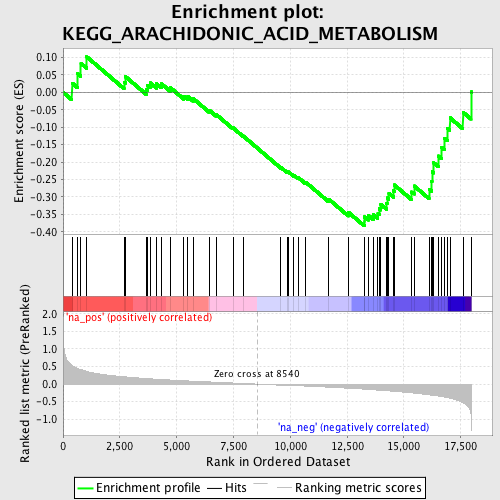 Enrichment plot:
KEGG_ARACHIDONIC_ACID_METABOLISM
Enrichment score (ES)
0.10
0.05
0.00
-0.05
-0.10
-0.15
-0.20
-0.25
-0.30
-0.35
-0.40
'na_pos' (positively correlated)
Ranked list metric (PreRanked)
2.0
1.5
1.0
0.5
0.0
-0.5
-1.0
Zero cross at 8540
'na_neg' (negatively correlated)
0
2,500
5,000
7,500
10,000
12,500
15,000
17,500
Rank in Ordered Dataset
Enrichment profile
Hits
Ranking metric scores